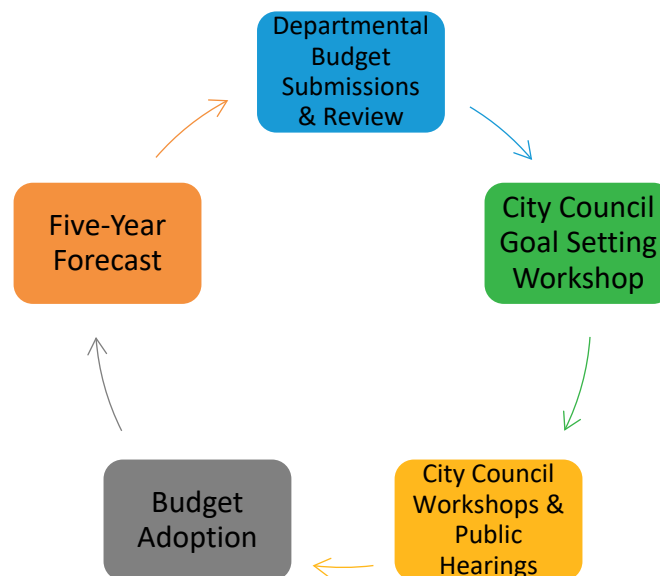 Departmental
Budget
Submissions
& Review
City Council
Goal Setting
Workshop
City Council
Workshops &
Public
Hearings
Budget
Adoption
Five-Year
Forecast